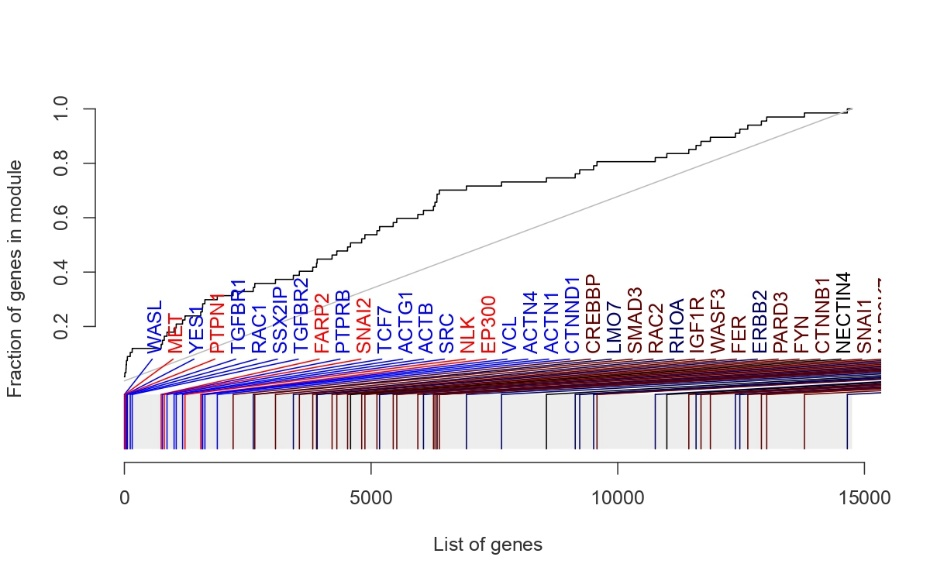 Fraction of genes in module
1.0
0.8
0.6
0.4
0.2
WASL
MET
YES1
PTPN1
TGFBR1
RAC1
SSX2IP
TGFBR2
FARP2
PTPRB
SNAI2
TCF7
ACTG1
ACTB
SRC
NLK
EP300
VCL
ACTN4
ACTN1
CTNND1
CREBBP
LMO7
SMAD3
RAC2
RHOA
IGF1R
WASF3
FER
ERBB2
PARD3
FYN
CTNNB1
NECTIN4
SNAI1
0 5000 10000 15000
List of genes